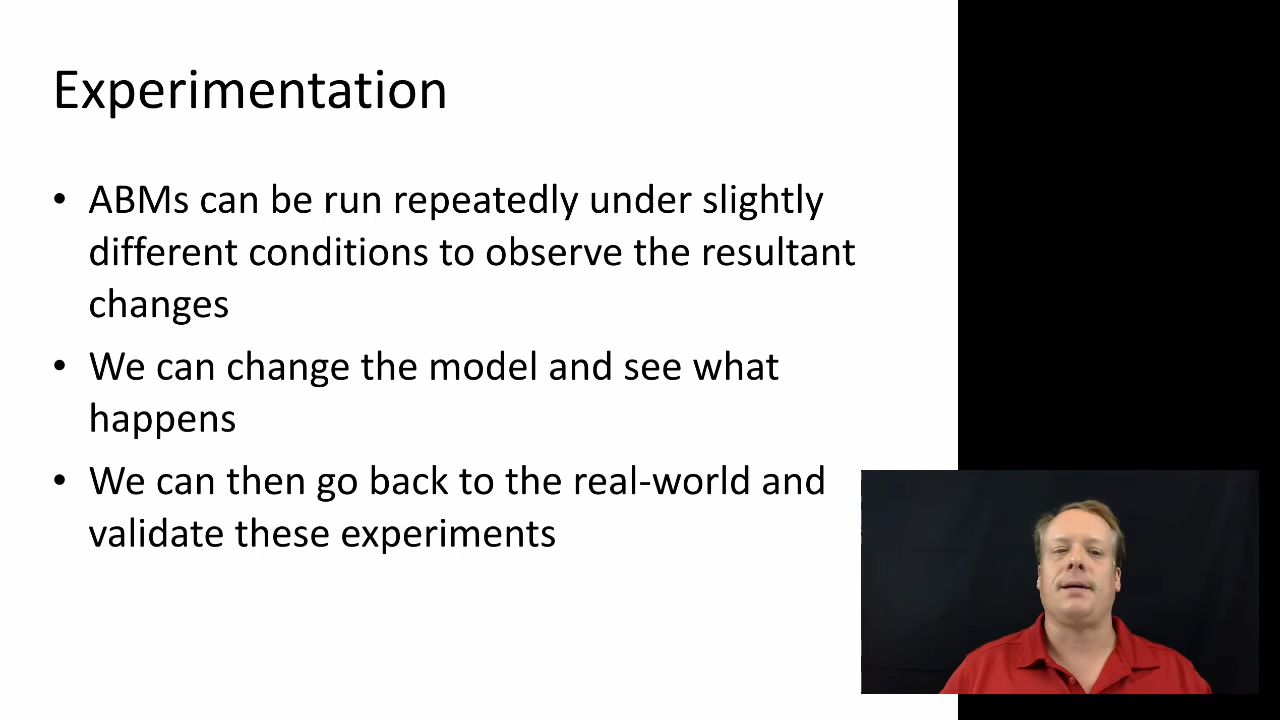 Experimentation
• ABMs can be run repeatedly under slightly
different conditions to observe the resultant
changes
• We can change the model and see what
happens
• We can then go back to the real-world and
validate these experiments